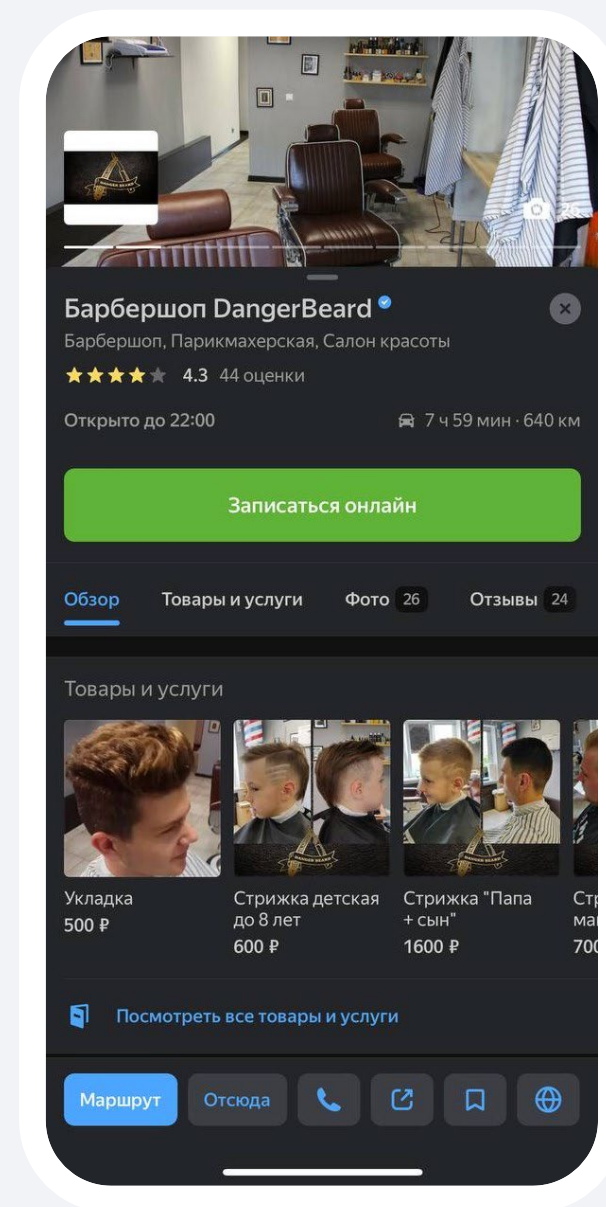 Барбершоп DangerBeard
Барбершоп, Парикмахерская, Салон красоты
4.3 44 оценки
Открыто до 22:00
7 ч 59 мин · 640 км
Записаться онлайн
Обзор
Товары и услуги
Фото 26
Отзывы 24
Товары и услуги
Укладка
500 ₽
Стрижка детская
до 8 лет
600 ₽
Стрижка "Папа
+ сын"
1600 ₽
Посмотреть все товары и услуги
Маршрут
Отсюда